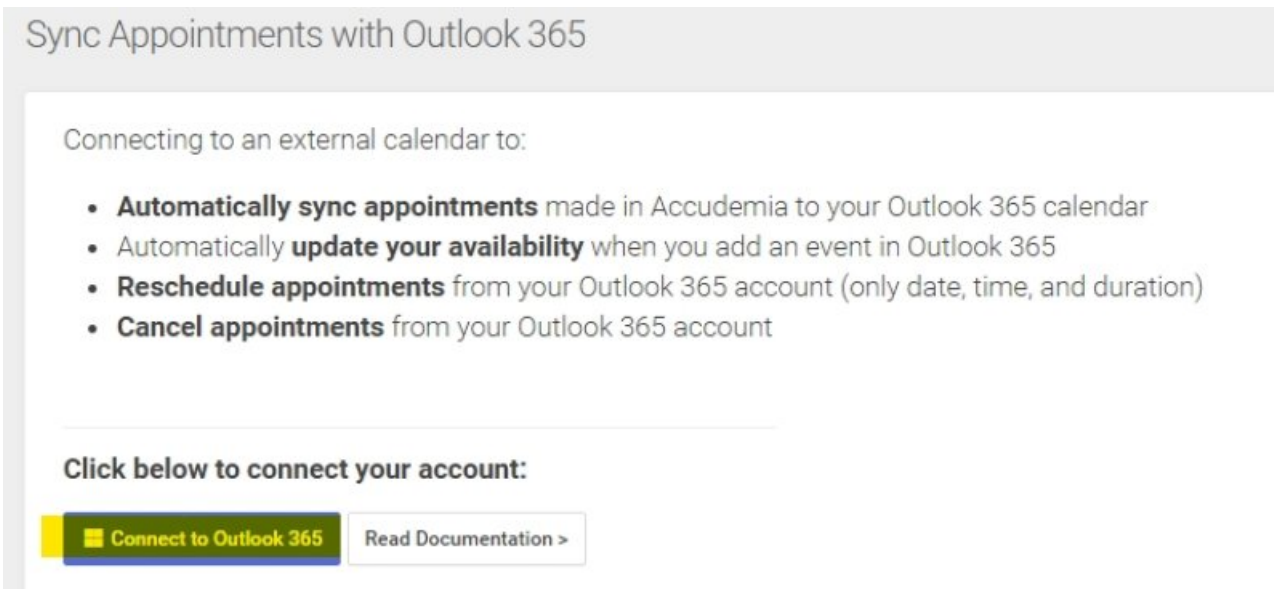 Sync Appointments with Outlook 365
Connecting to an external calendar to:
• Automatically sync appointments made in Accudemia to your Outlook 365 calendar
• Automatically update your availability when you add an event in Outlook 365
• Reschedule appointments from your Outlook 365 account (only date, time, and duration)
• Cancel appointments from your Outlook 365 account
Click below to connect your account:
Connect to Outlook 365 Read Documentation >